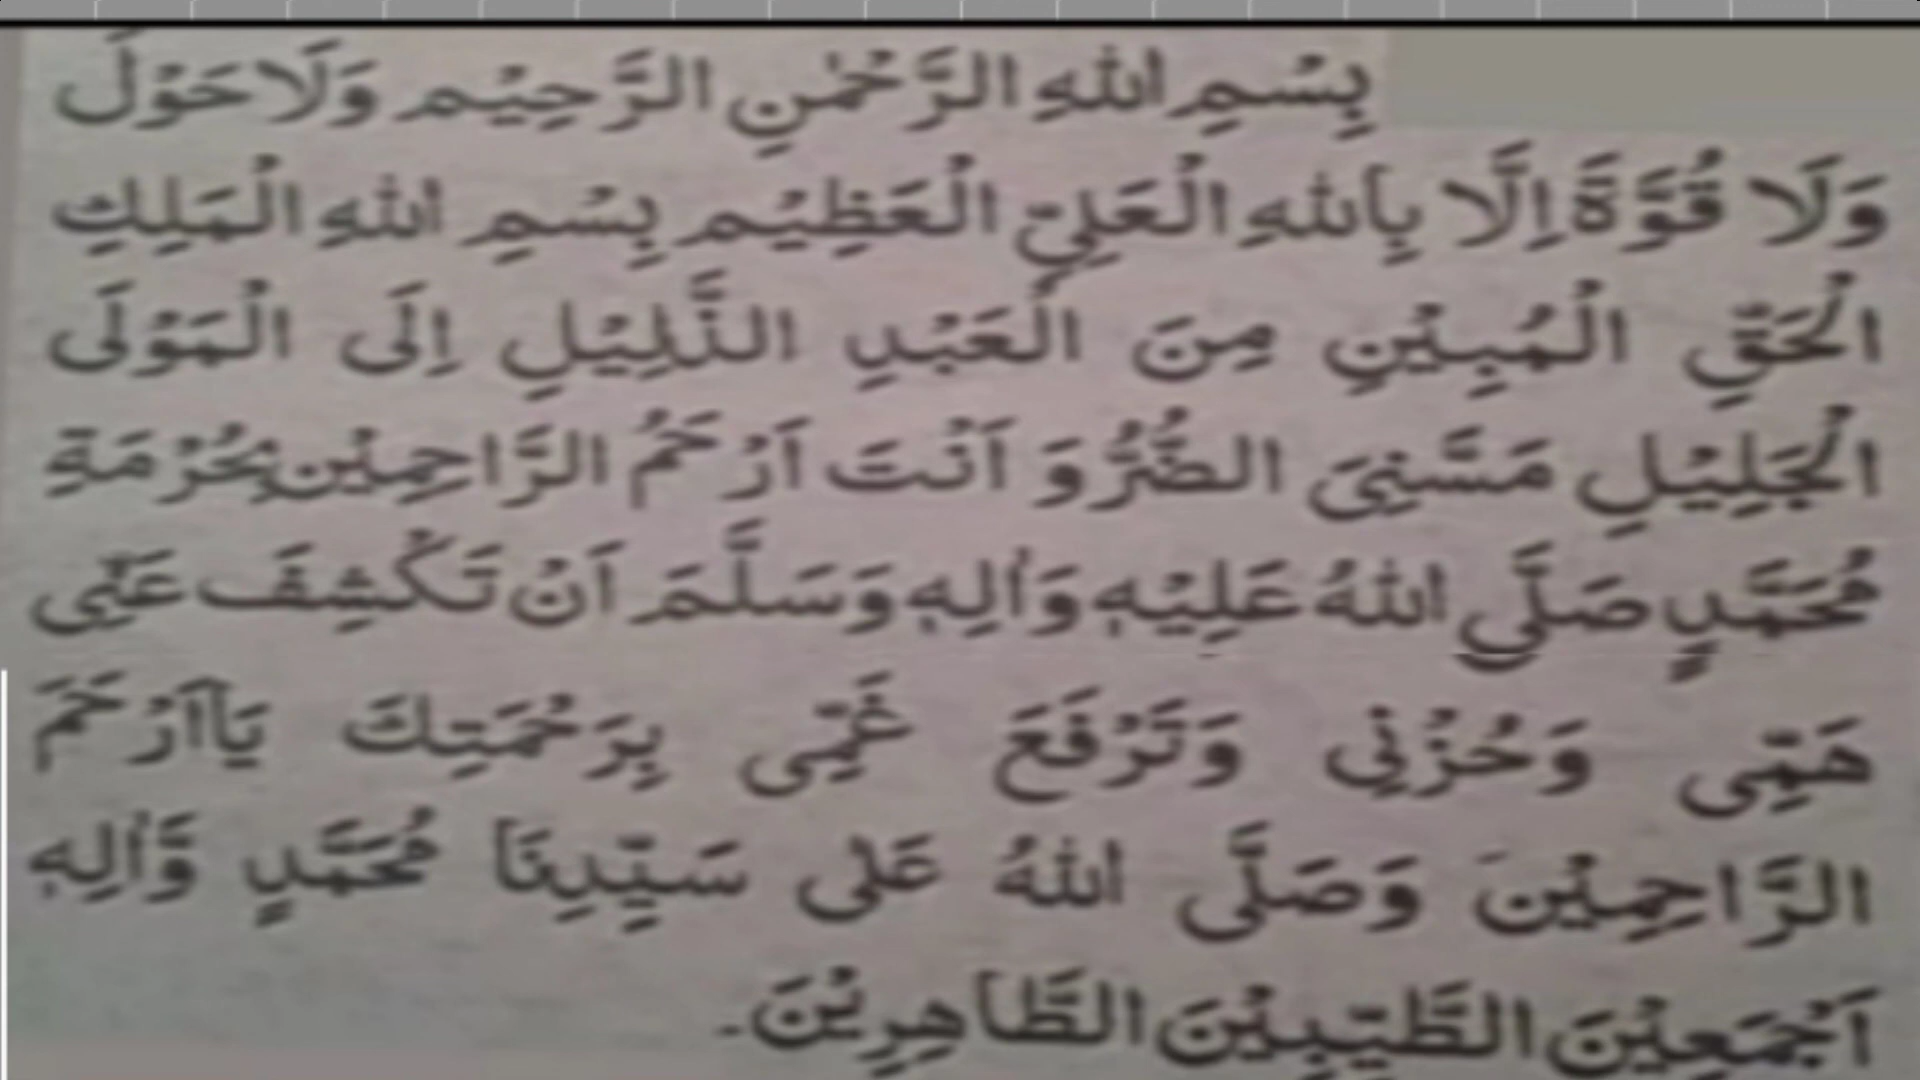 بِسْمِ اللهِ الرَّحْمٰنِ الرَّحِيْم وَلَا حَوْلَ
وَلَا قُوَّةَ اِلَّا بِاللهِ الْعَلِيِّ الْعَظِيْم بِسْمِ اللهِ الْمَلِكِ
الْحَقِّ الْمُبِيْنِ مِنَ الْعَبْدِ الذَّلِيْلِ اِلَى الْمَوْلَى
الْجَلِيْلِ مَسَّنِىَ الضُّرُّ وَ اَنْتَ اَرْحَمُ الرَّاحِمِيْن بِحُرْمَةِ
مُحَمَّدٍ صَلَّى اللهُ عَلِيْهِ وَاٰلِهٖ وَسَلَّمَ اَنْ تَكْشِفَ عَنِّى
هَمِّى وَحُزْنِى وَتَرْفَعَ غَمِّى بِرَحْمَتِكَ يَآاَرْحَمَ
الرَّاحِمِيْنَ وَصَلَّى اللهُ عَلٰى سَيِّدِنَا مُحَمَّدٍ وَّاٰلِهٖ
اَجْمَعِيْنَ الطَّيِّبِيْنَ الطَّاهِرِيْنَ۔